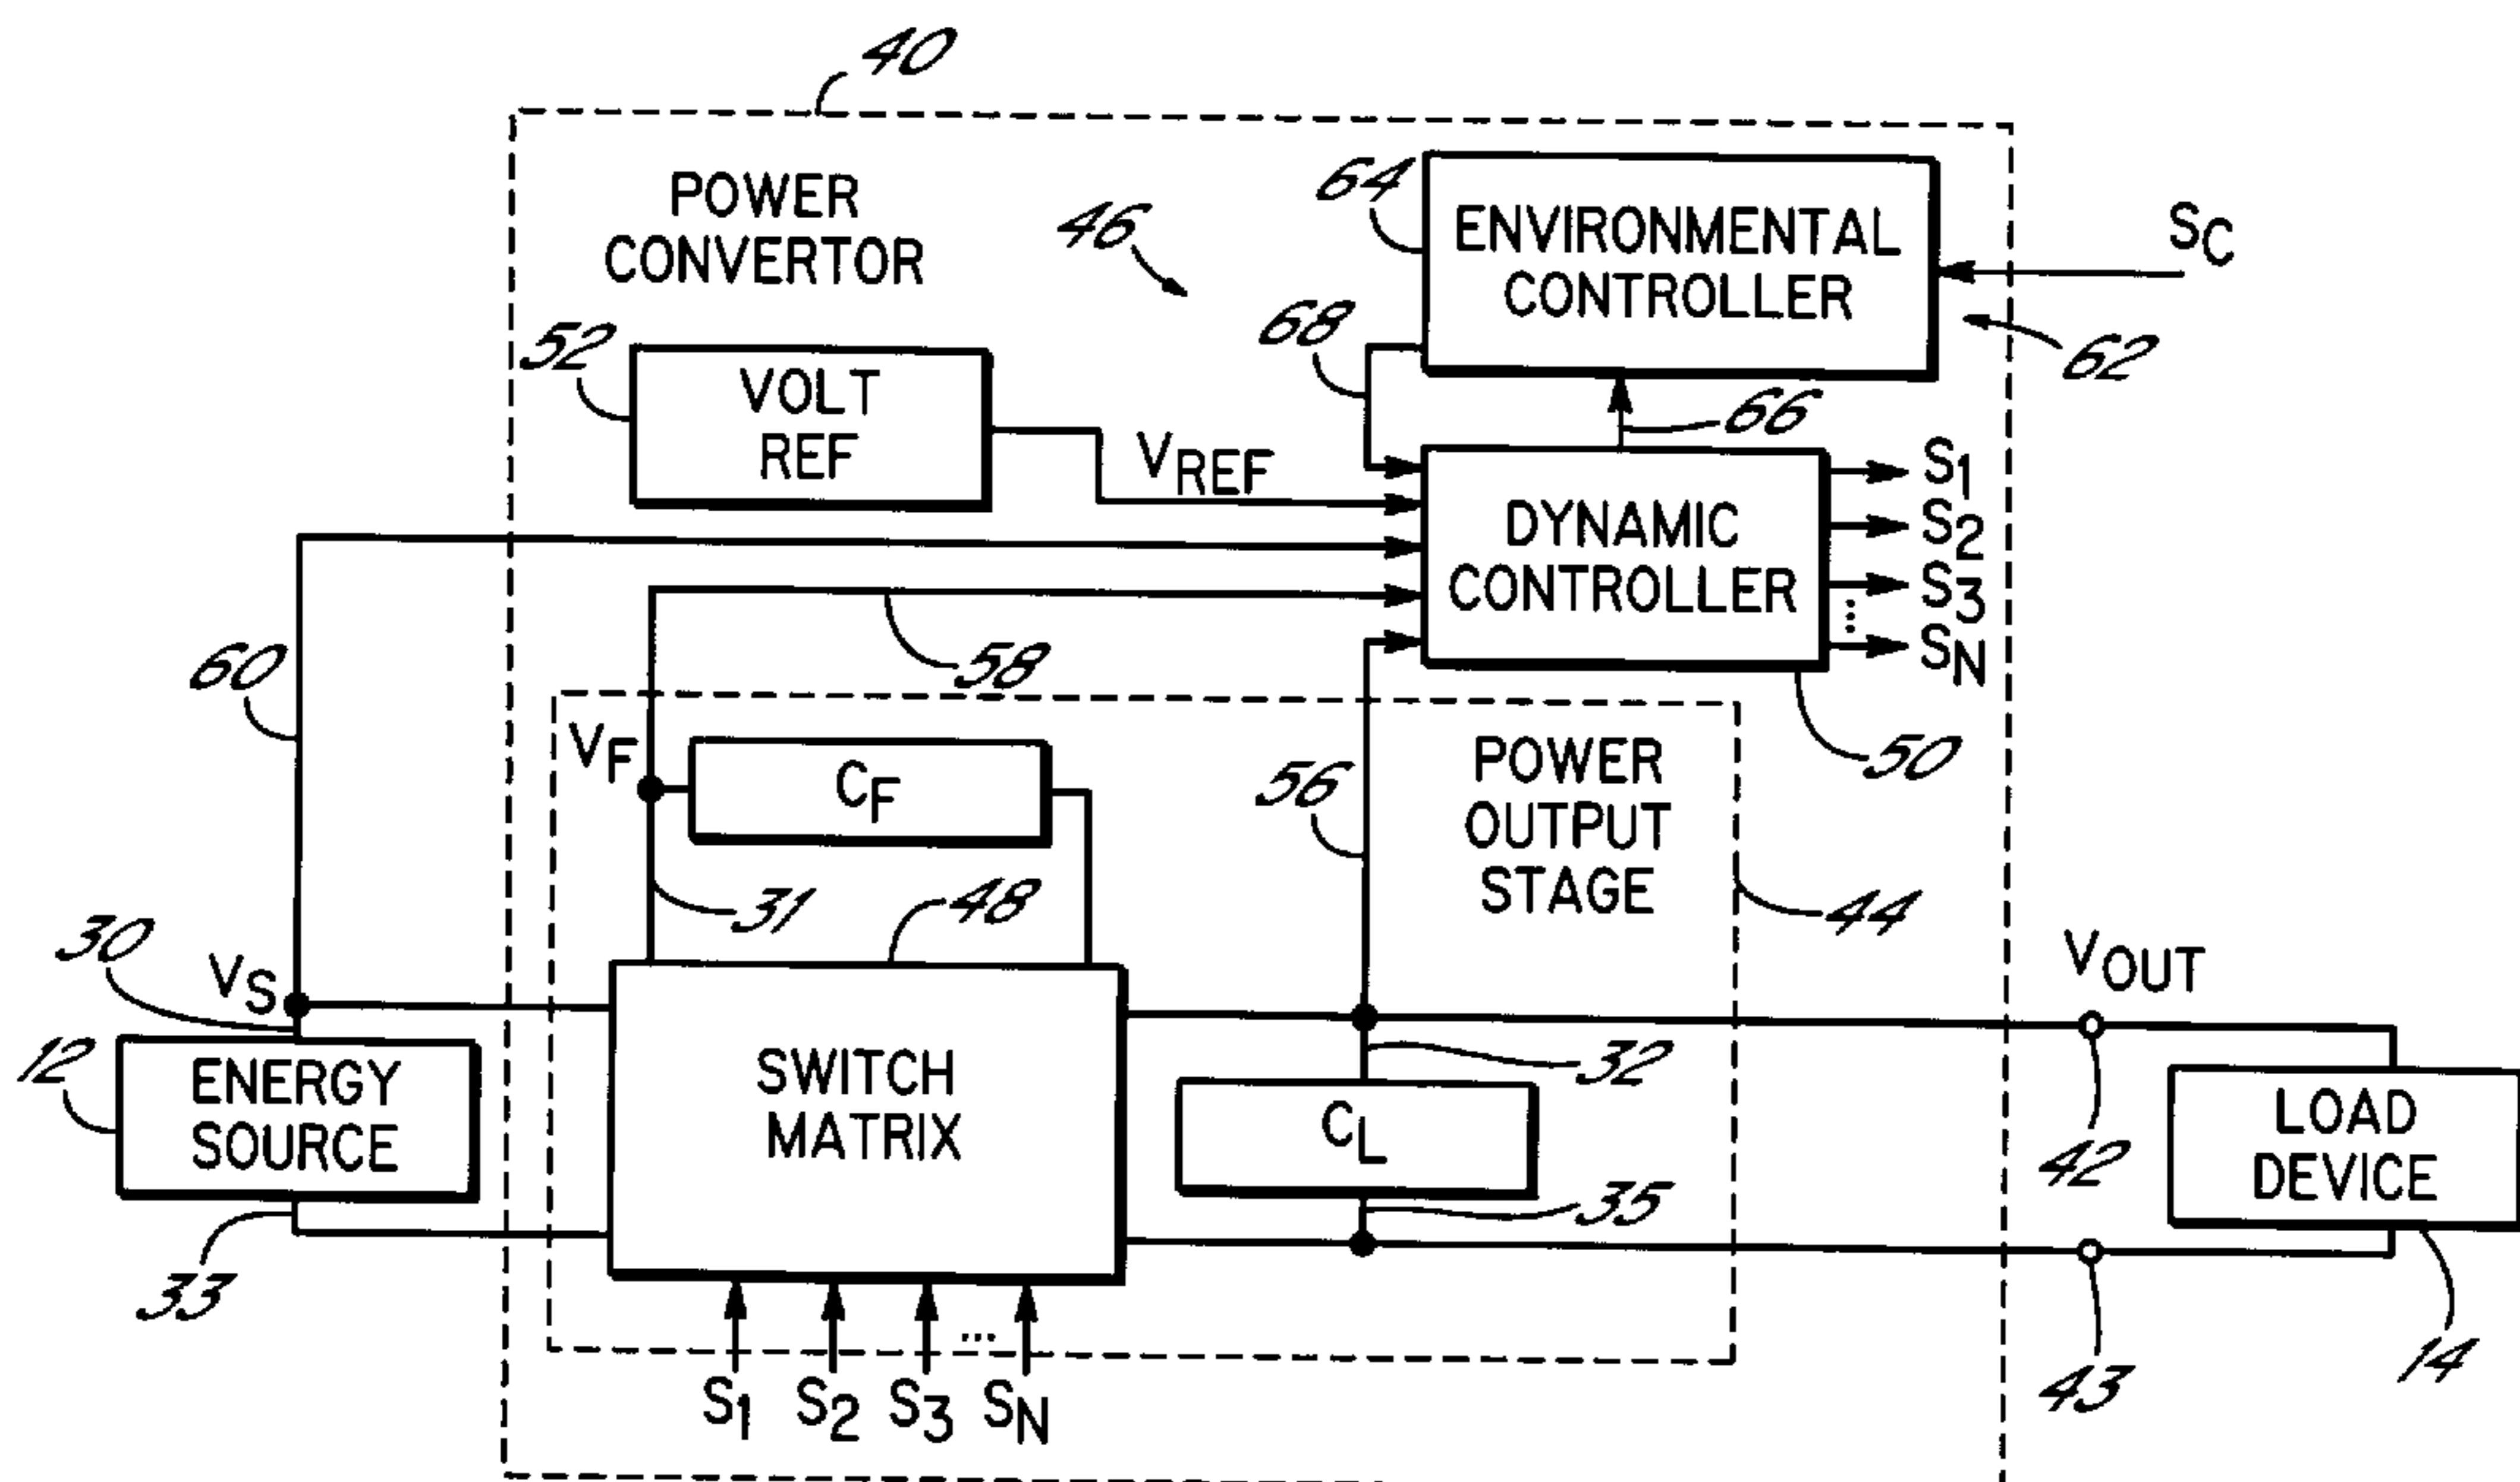 40
POWER
CONVERTOR
46
64
ENVIRONMENTAL
CONTROLLER
SC
62
68
52
VOLT
REF
VREF
66
DYNAMIC
CONTROLLER
S1
S2
S3
⋮
SN
60
58
50
VF
CF
56
POWER
OUTPUT
STAGE
31
48
44
30
VS
VOUT
12
ENERGY
SOURCE
SWITCH
MATRIX
32
CL
42
LOAD
DEVICE
35
33
43
14
S1 S2 S3 ... SN